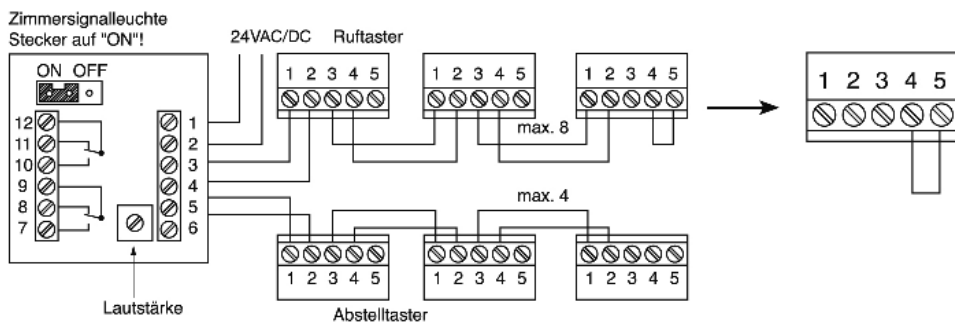 Zimmersignalleuchte
Stecker auf "ON"!
24VAC/DC Ruftaster
ON OFF
1 2 3 4 5
1 2 3 4 5
1 2 3 4 5
1 2 3 4 5
12
11
10
9
8
7
1
2
3
4
5
6
max. 8
max. 4
1 2 3 4 5
1 2 3 4 5
1 2 3 4 5
Lautstärke
Abstelltaster